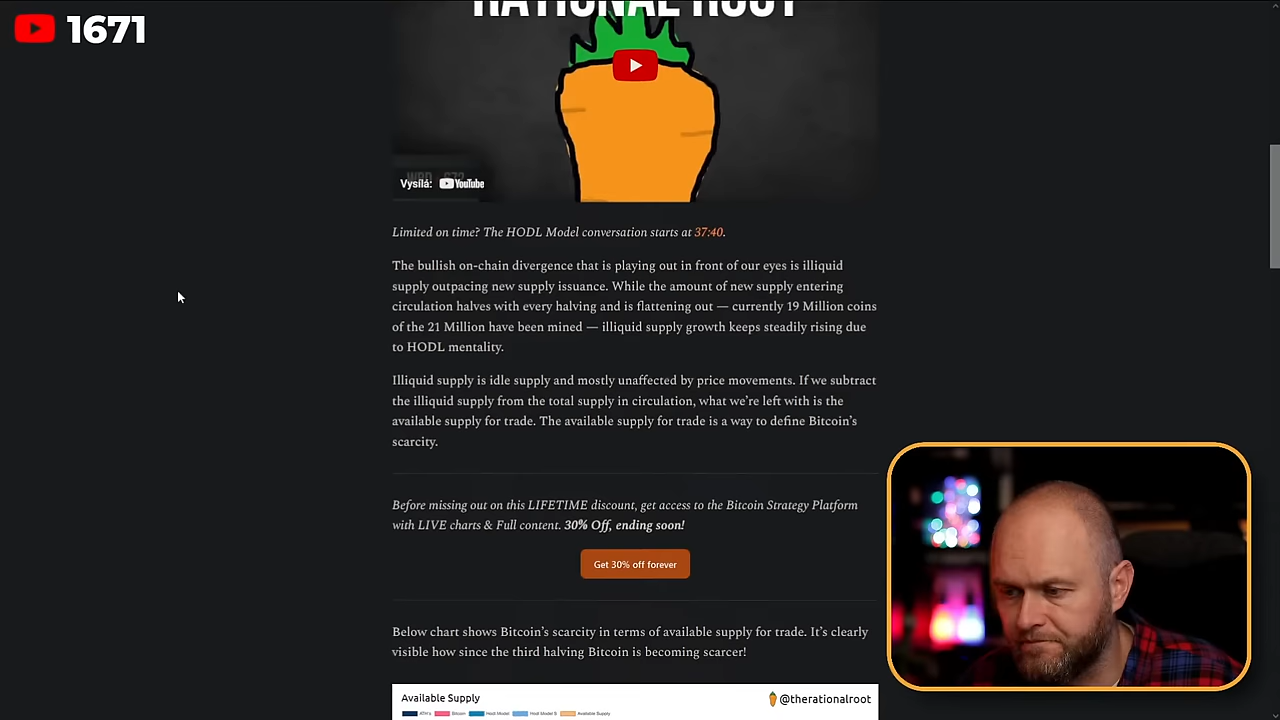 1671
RATIONAL ROOT
Vysílá: YouTube
Limited on time? The HODL Model conversation starts at 37:40.
The bullish on-chain divergence that is playing out in front of our eyes is illiquid
supply outpacing new supply issuance. While the amount of new supply entering
circulation halves with every halving and is flattening out — currently 19 Million coins
of the 21 Million have been mined — illiquid supply growth keeps steadily rising due
to HODL mentality.
Illiquid supply is idle supply and mostly unaffected by price movements. If we subtract
the illiquid supply from the total supply in circulation, what we're left with is the
available supply for trade. The available supply for trade is a way to define Bitcoin's
scarcity.
Before missing out on this LIFETIME discount, get access to the Bitcoin Strategy Platform
with LIVE charts & Full content. 30% Off, ending soon!
Get 30% off forever
Below chart shows Bitcoin's scarcity in terms of available supply for trade. It's clearly
visible how since the third halving Bitcoin is becoming scarcer!
Available Supply
@therationalroot
ATH's Bitcoin Hodl Model Hodl Model B Available Supply